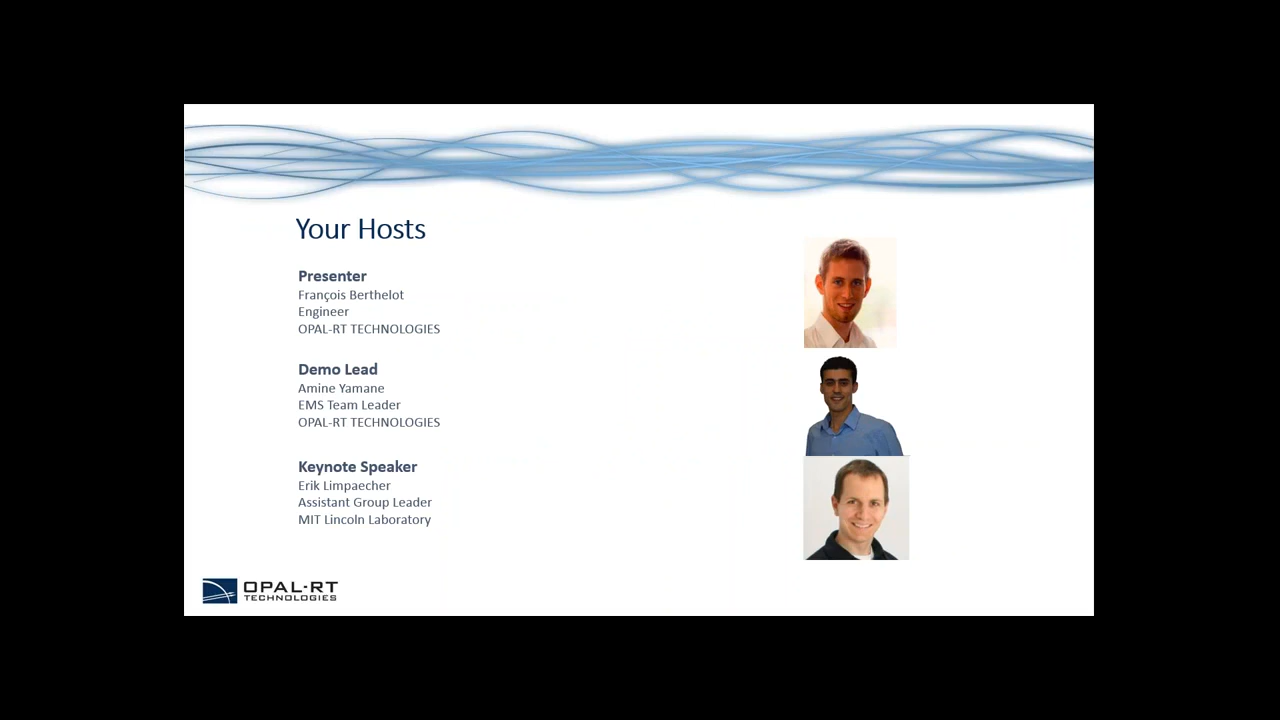 Your Hosts
Presenter
François Berthelot
Engineer
OPAL-RT TECHNOLOGIES
Demo Lead
Amine Yamane
EMS Team Leader
OPAL-RT TECHNOLOGIES
Keynote Speaker
Erik Limpaecher
Assistant Group Leader
MIT Lincoln Laboratory
OPAL-RT
TECHNOLOGIES